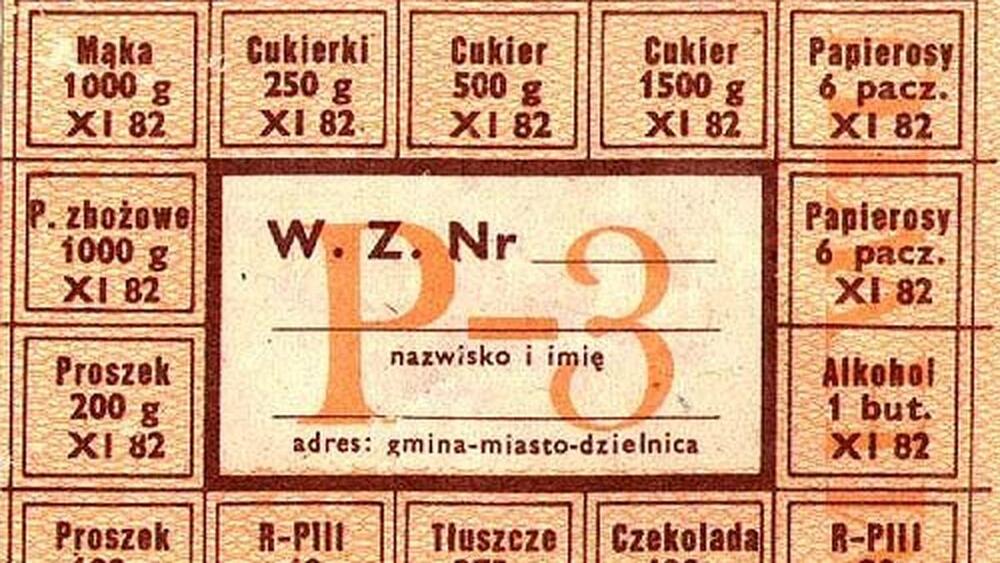 Mąka
1000 g
XI 82
Cukierki
250 g
XI 82
Cukier
500 g
XI 82
Cukier
1500 g
XI 82
Papierosy
6 pacz.
XI 82
P. zbożowe
1000 g
XI 82
W. Z. Nr
P-3
nazwisko i imię
adres: gmina-miasto-dzielnica
Papierosy
6 pacz.
XI 82
Proszek
200 g
XI 82
Alkohol
1 but.
XI 82
Proszek
R-PIII
Tłuszcze
Czekolada
R-PIII